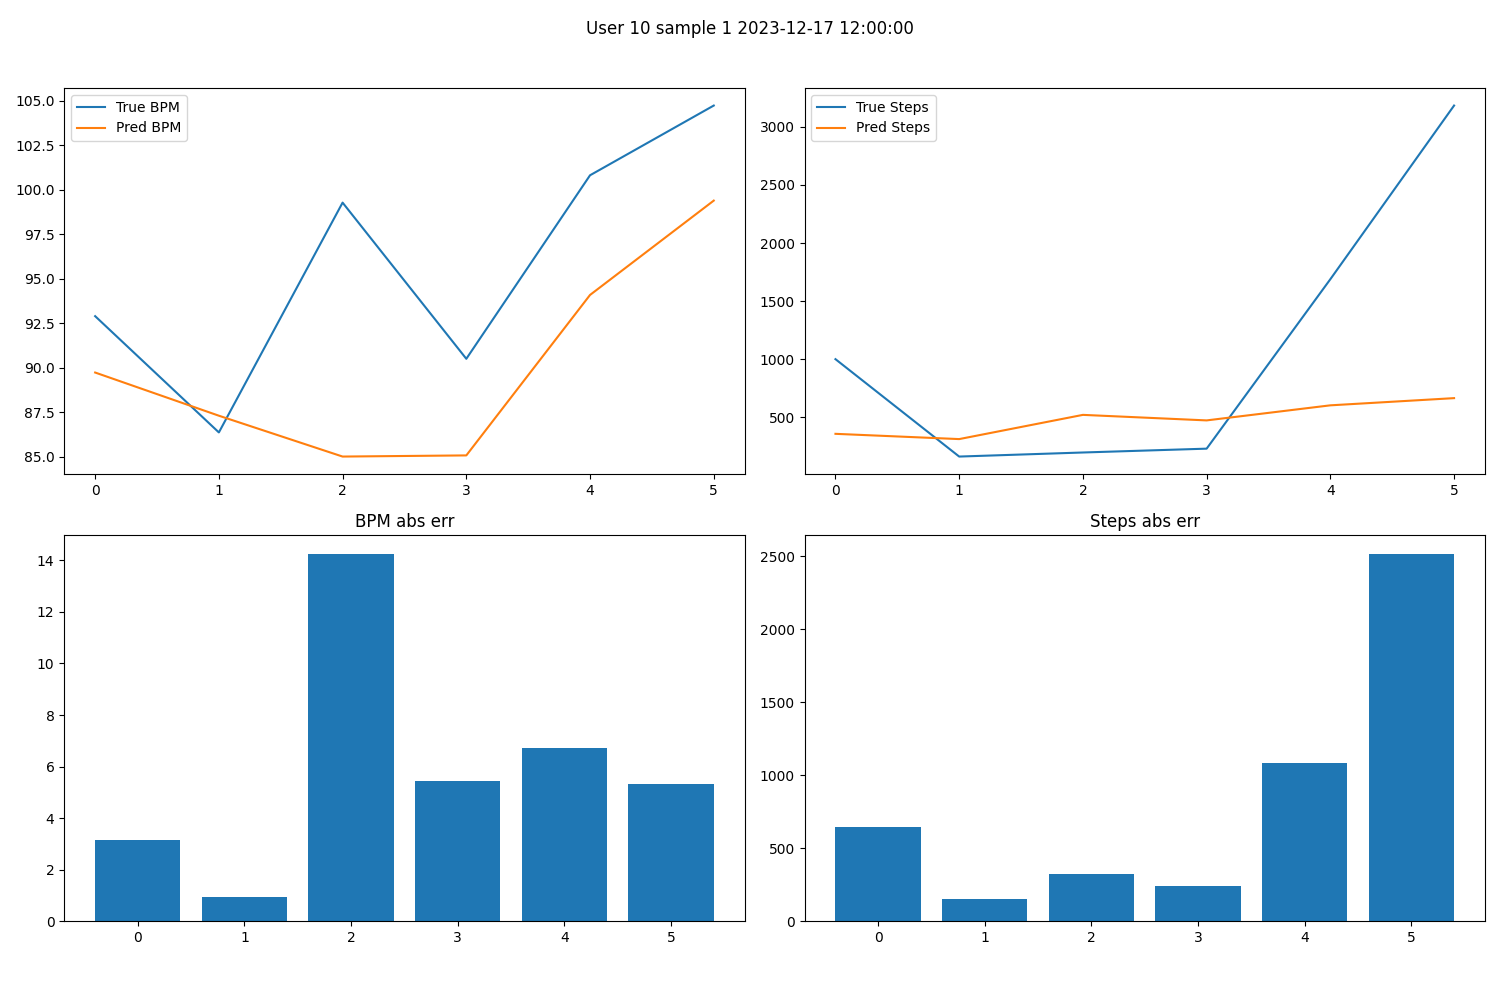 User 10 sample 1 2023-12-17 12:00:00
True BPM
Pred BPM
105.0
102.5
100.0
97.5
95.0
92.5
90.0
87.5
85.0
0 1 2 3 4 5
True Steps
Pred Steps
3000
2500
2000
1500
1000
500
0 1 2 3 4 5
BPM abs err
14
12
10
8
6
4
2
0
0 1 2 3 4 5
Steps abs err
2500
2000
1500
1000
500
0
0 1 2 3 4 5